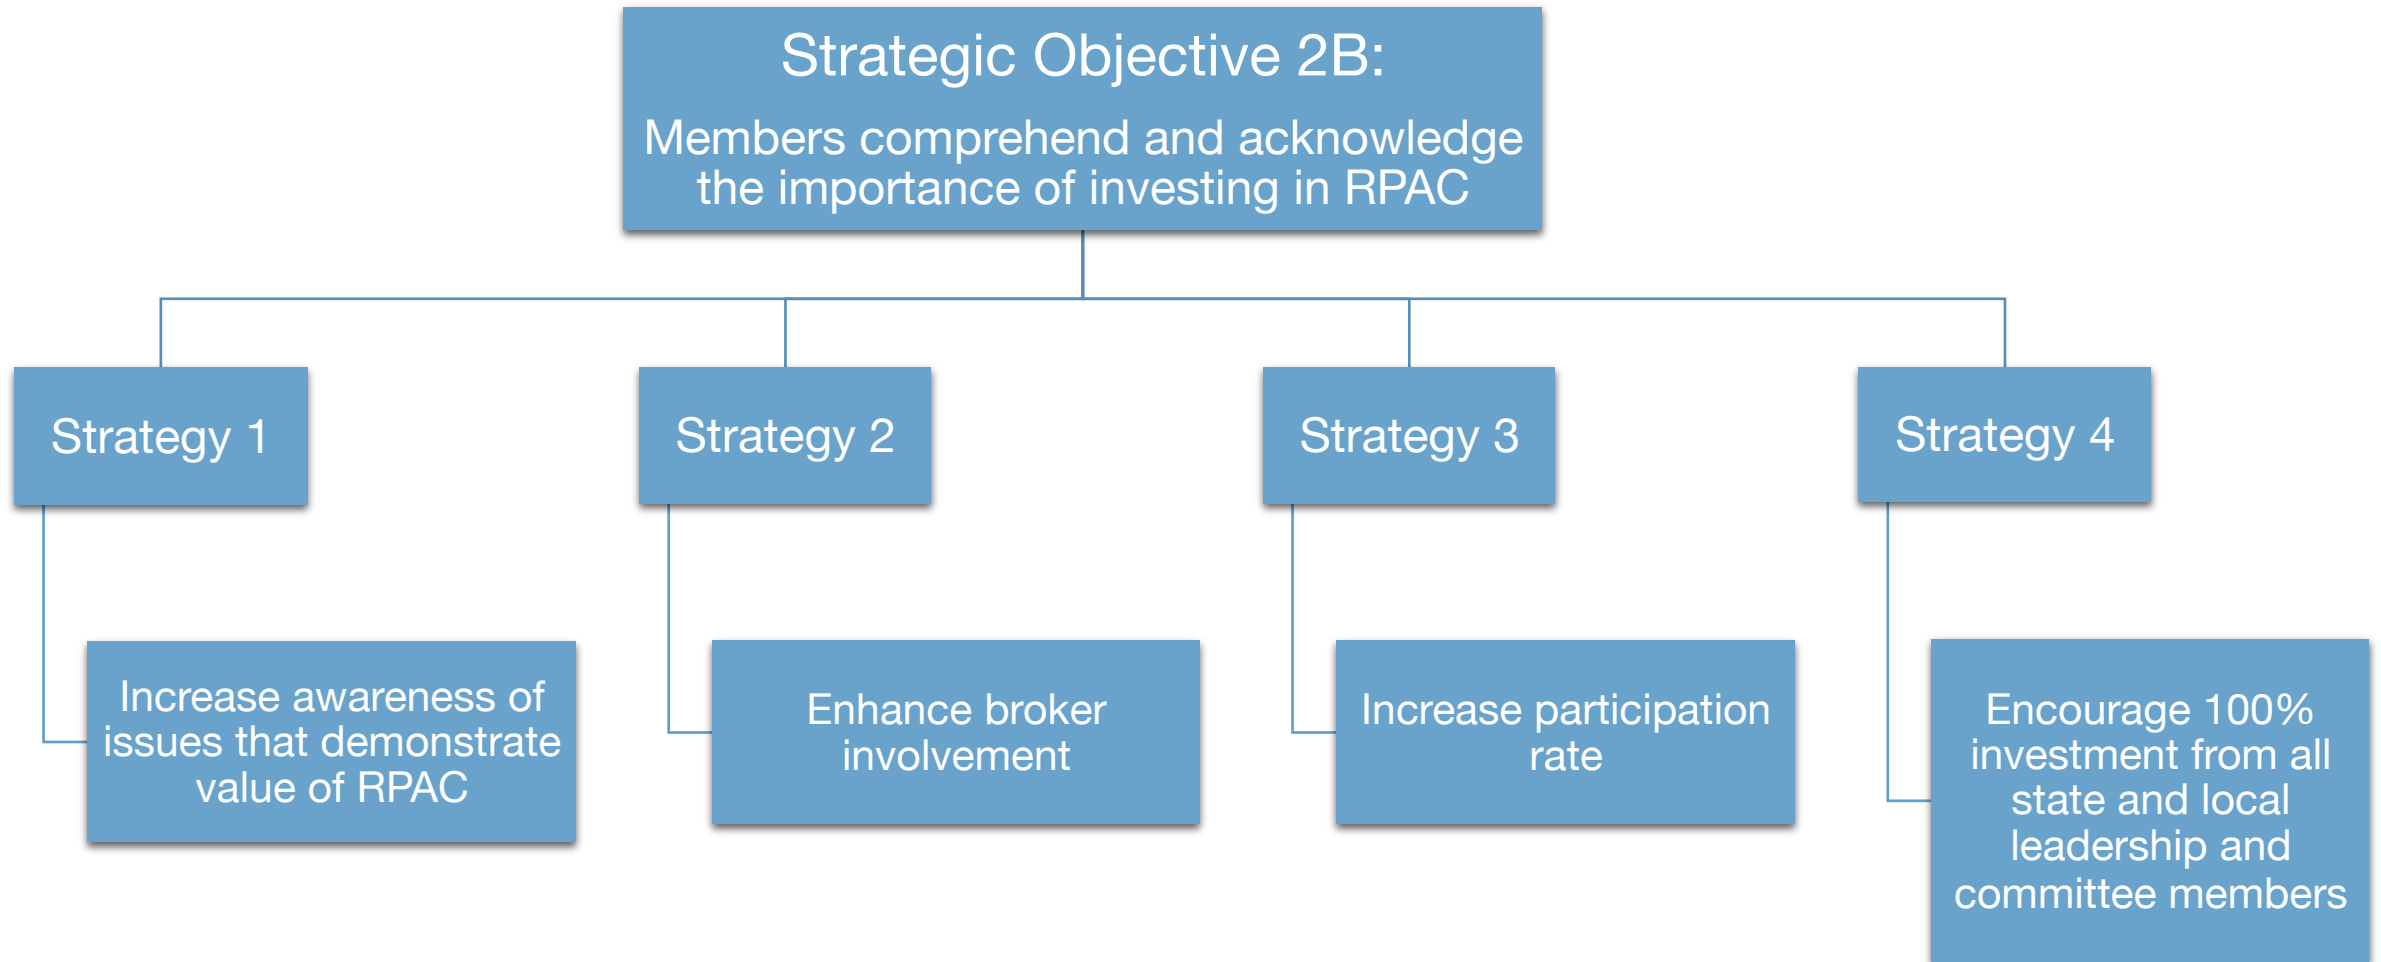 Strategic Objective 2B:
Members comprehend and acknowledge
the importance of investing in RPAC
Strategy 1
Strategy 2
Strategy 3
Strategy 4
Increase awareness of
issues that demonstrate
value of RPAC
Enhance broker
involvement
Increase participation
rate
Encourage 100%
investment from all
state and local
leadership and
committee members